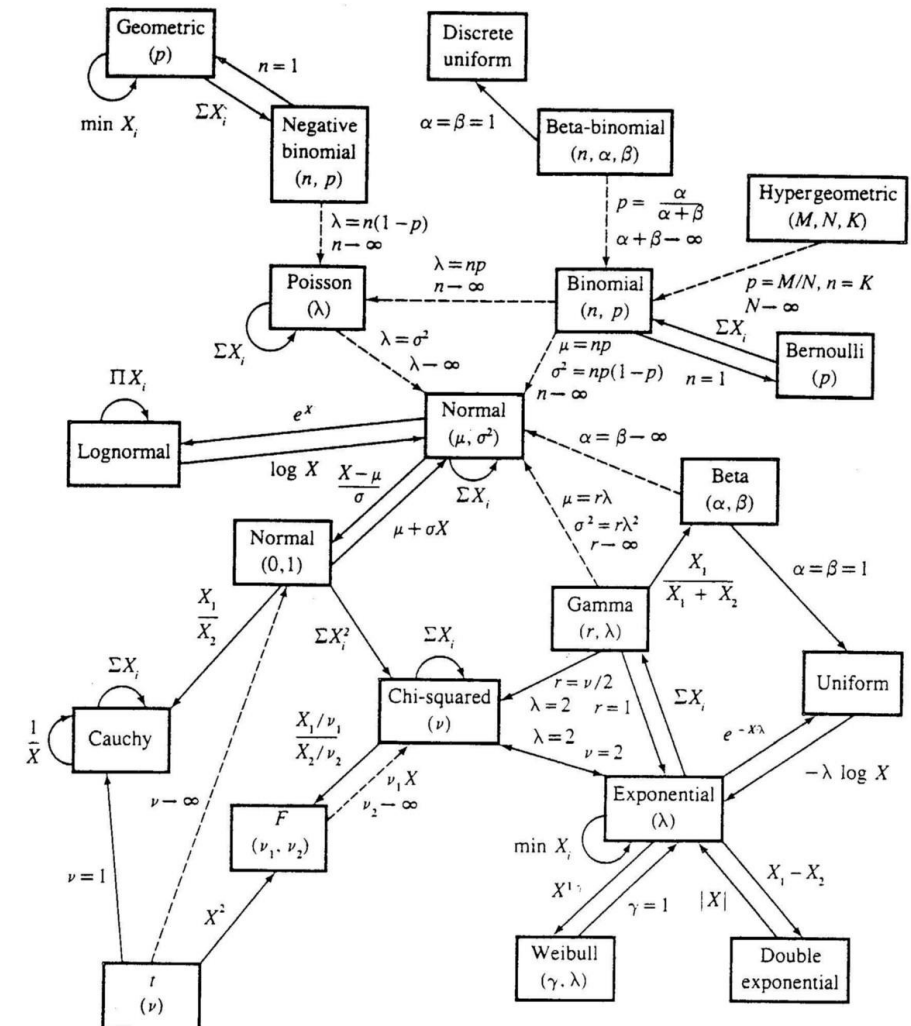 Geometric
(p)
min X_i
n = 1
ΣX_i
Negative
binomial
(n, p)
Discrete
uniform
α = β = 1
Beta-binomial
(n, α, β)
p = α/(α + β)
α + β → ∞
Hypergeometric
(M, N, K)
λ = n(1 − p)
n → ∞
Poisson
(λ)
ΣX_i
λ = np
n → ∞
Binomial
(n, p)
p = M/N, n = K
N → ∞
ΣX_i
n = 1
Bernoulli
(p)
λ = σ²
λ → ∞
μ = np
σ² = np(1 − p)
n → ∞
ΠX_i
Lognormal
e^X
log X
Normal
(μ, σ²)
ΣX_i
α = β → ∞
Beta
(α, β)
(X − μ)/σ
μ + σX
μ = rλ
σ² = rλ²
r → ∞
Normal
(0,1)
X_1/(X_1 + X_2)
α = β = 1
Gamma
(r, λ)
X_1/X_2
ΣX_i²
ΣX_i
ΣX_i
Cauchy
1/X
Chi-squared
(ν)
r = ν/2
λ = 2
r = 1
ΣX_i
Uniform
(X_1/ν_1)/(X_2/ν_2)
ν_1X
ν_2 → ∞
λ = 2
ν = 2
e^−X/λ
−λ log X
ν → ∞
F
(ν_1, ν_2)
Exponential
(λ)
min X_i
ν = 1
X²
γ = 1
|X|
X_1 − X_2
t
(ν)
Weibull
(γ, λ)
Double
exponential